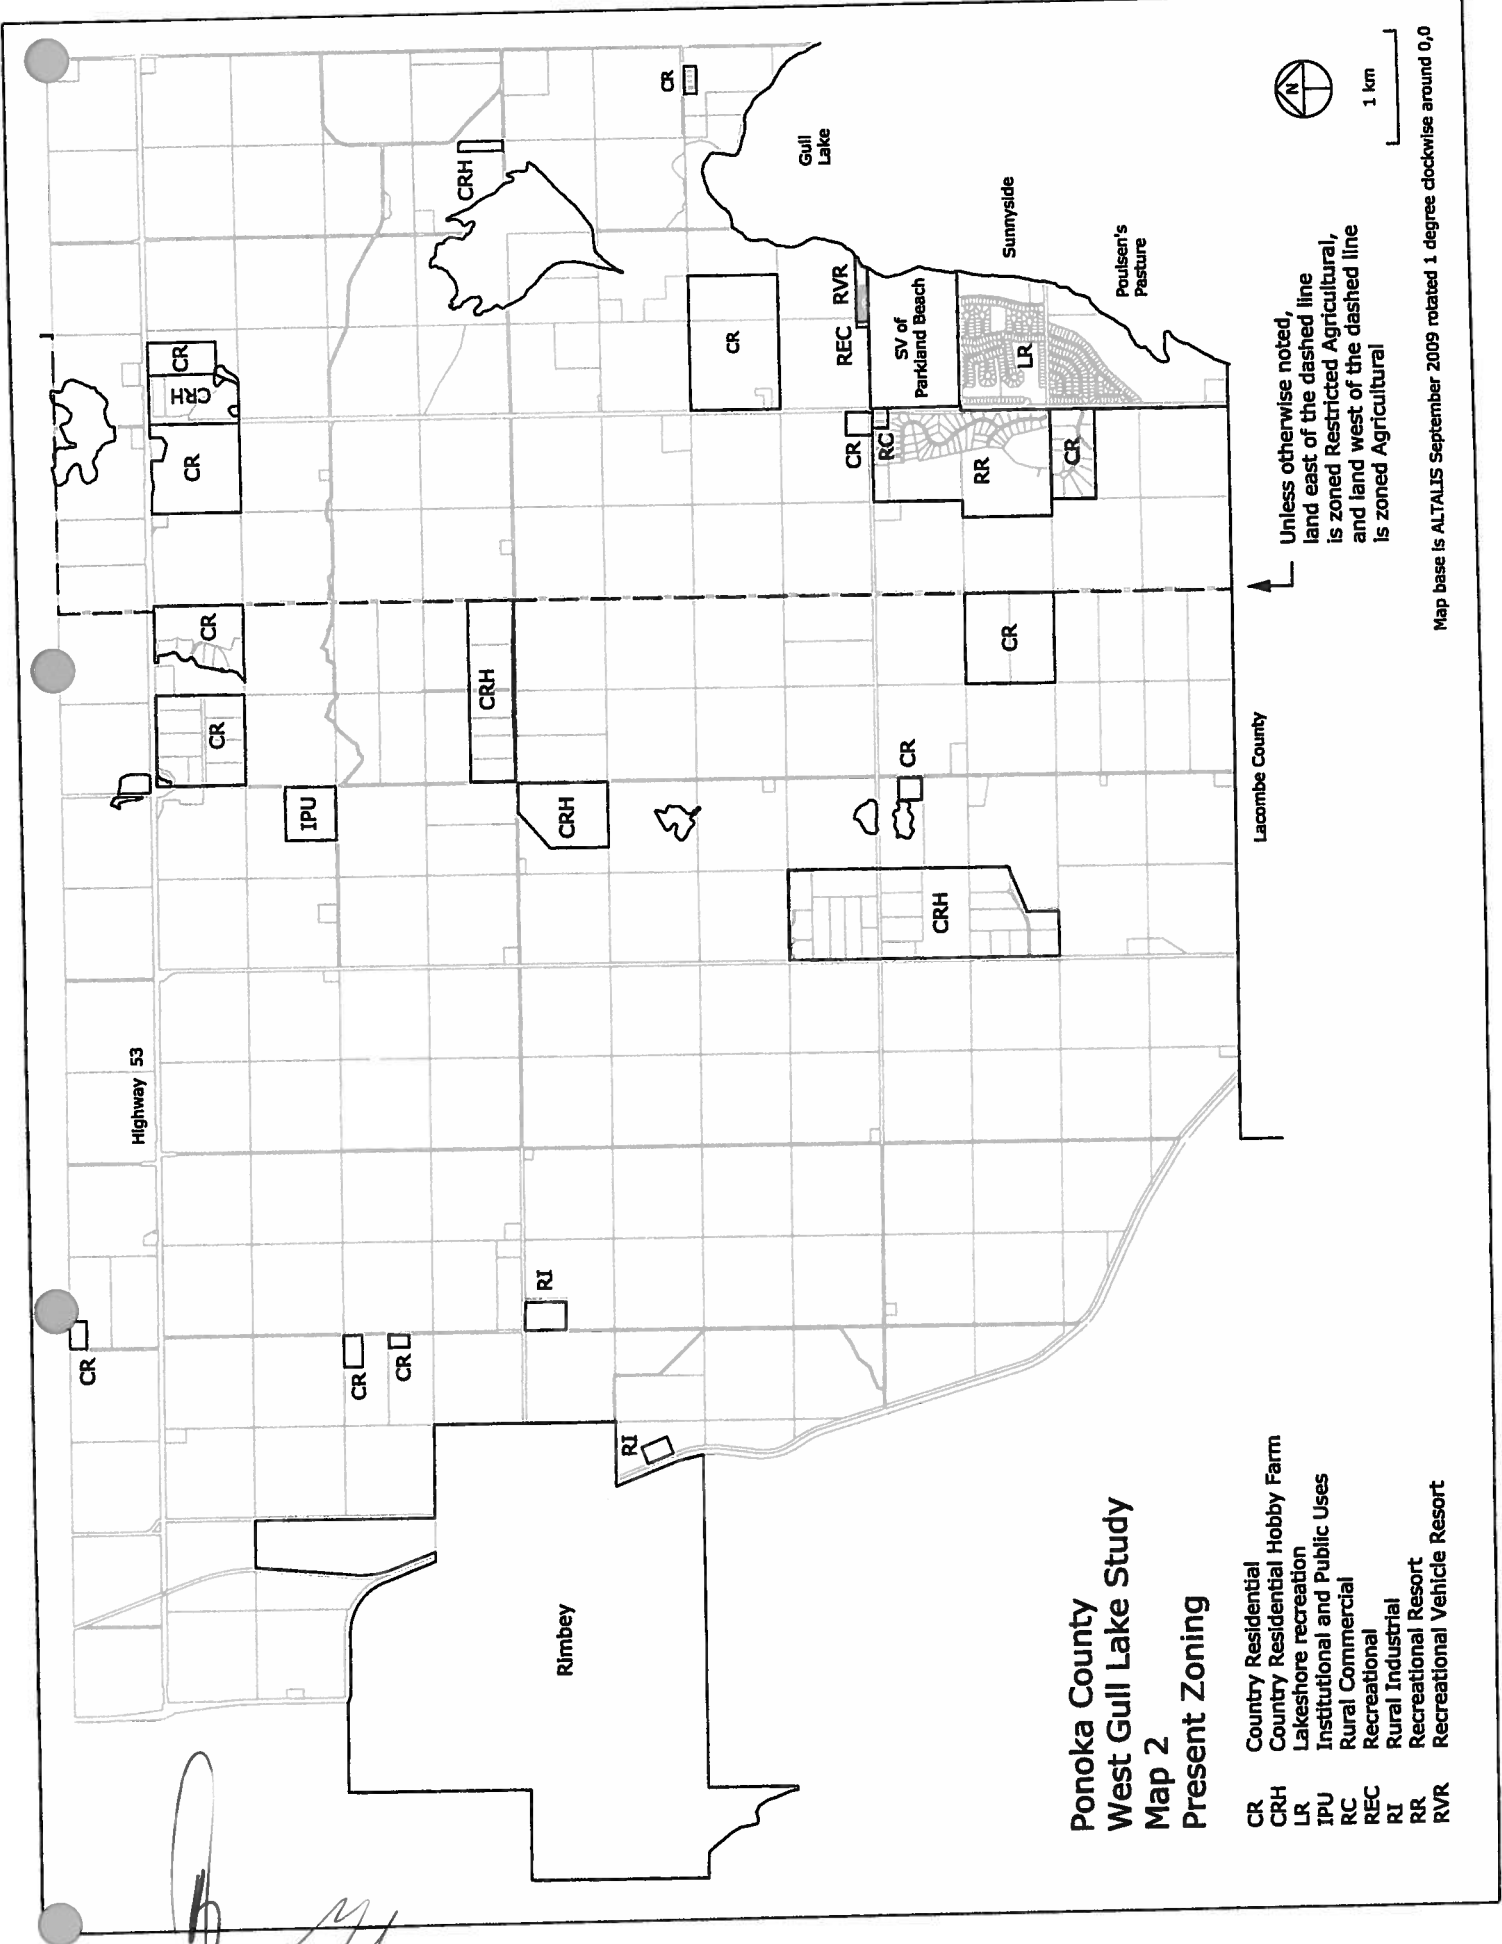 CR
Highway 53
CR
CR
CR
CRH
CR
IPU
CR
CR
CRH
CRH
RI
Rimbey
CRH
RI
CR
CR
Gull
Lake
REC
RVR
CR
RC
SV of
Parkland Beach
CR
CRH
RR
Sunnyside
CR
LR
CR
Poulsen's
Pasture
Lacombe County
Ponoka County
West Gull Lake Study
Map 2
Present Zoning
CR Country Residential
CRH Country Residential Hobby Farm
LR Lakeshore recreation
IPU Institutional and Public Uses
RC Rural Commercial
REC Recreational
RI Rural Industrial
RR Recreational Resort
RVR Recreational Vehicle Resort
Unless otherwise noted,
land east of the dashed line
is zoned Restricted Agricultural,
and land west of the dashed line
is zoned Agricultural
N
1 km
Map base is ALTALIS September 2009 rotated 1 degree clockwise around 0,0